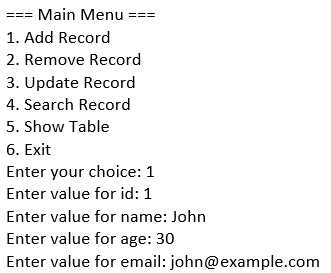 === Main Menu ===
1. Add Record
2. Remove Record
3. Update Record
4. Search Record
5. Show Table
6. Exit
Enter your choice: 1
Enter value for id: 1
Enter value for name: John
Enter value for age: 30
Enter value for email: john@example.com